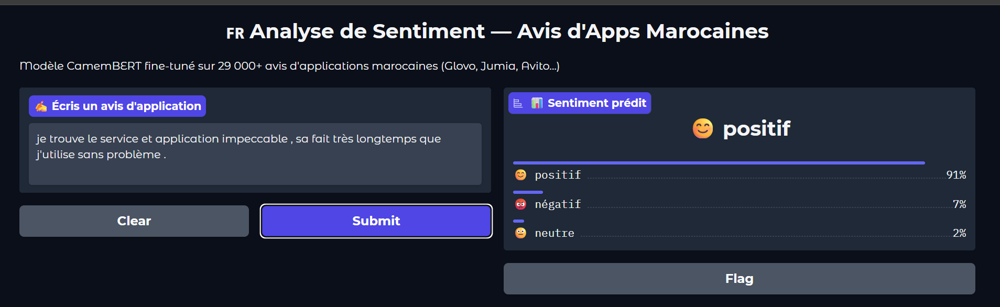 FR Analyse de Sentiment — Avis d'Apps Marocaines
Modèle CamemBERT fine-tuné sur 29 000+ avis d'applications marocaines (Glovo, Jumia, Avito...)
✍️ Écris un avis d'application
je trouve le service et application impeccable , sa fait très longtemps que
j'utilise sans problème .
Clear
Submit
📊 Sentiment prédit
😊 positif
😊 positif 91%
😡 négatif 7%
😐 neutre 2%
Flag